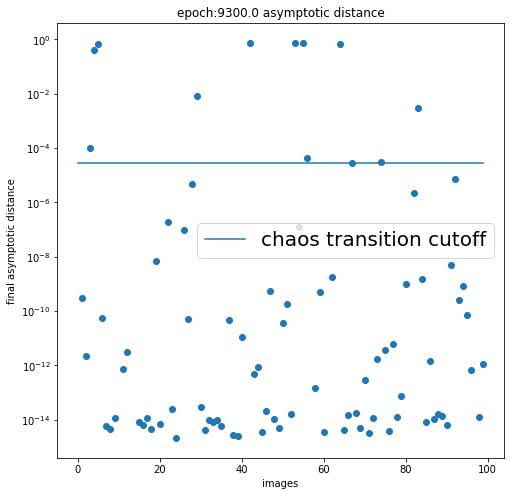 epoch:9300.0 asymptotic distance
final asymptotic distance
10⁰
10⁻²
10⁻⁴
10⁻⁶
10⁻⁸
10⁻¹⁰
10⁻¹²
10⁻¹⁴
chaos transition cutoff
0 20 40 60 80 100
images